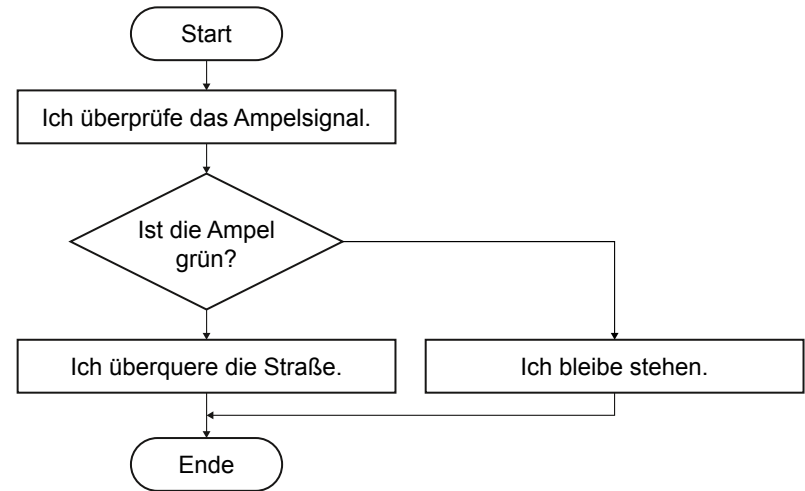 Start
Ich überprüfe das Ampelsignal.
Ist die Ampel
grün?
Ich überquere die Straße.
Ich bleibe stehen.
Ende